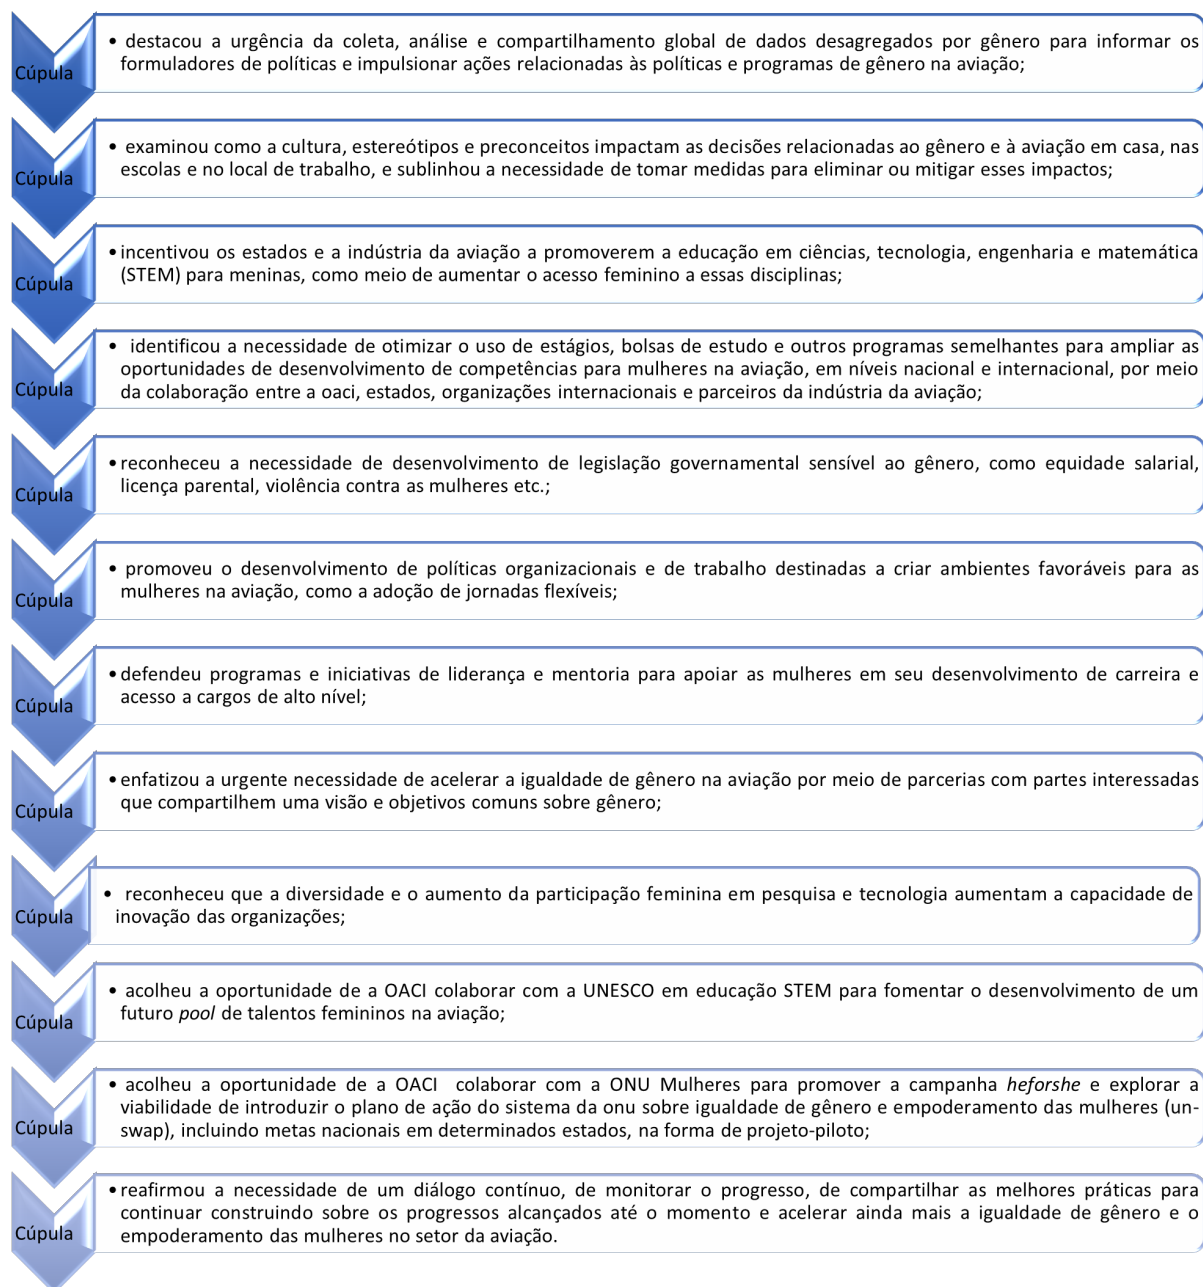 Cúpula
• destacou a urgência da coleta, análise e compartilhamento global de dados desagregados por gênero para informar os
formuladores de políticas e impulsionar ações relacionadas às políticas e programas de gênero na aviação;
Cúpula
• examinou como a cultura, estereótipos e preconceitos impactam as decisões relacionadas ao gênero e à aviação em casa, nas
escolas e no local de trabalho, e sublinhou a necessidade de tomar medidas para eliminar ou mitigar esses impactos;
Cúpula
• incentivou os estados e a indústria da aviação a promoverem a educação em ciências, tecnologia, engenharia e matemática
(STEM) para meninas, como meio de aumentar o acesso feminino a essas disciplinas;
Cúpula
• identificou a necessidade de otimizar o uso de estágios, bolsas de estudo e outros programas semelhantes para ampliar as
oportunidades de desenvolvimento de competências para mulheres na aviação, em níveis nacional e internacional, por meio
da colaboração entre a oaci, estados, organizações internacionais e parceiros da indústria da aviação;
Cúpula
• reconheceu a necessidade de desenvolvimento de legislação governamental sensível ao gênero, como equidade salarial,
licença parental, violência contra as mulheres etc.;
Cúpula
• promoveu o desenvolvimento de políticas organizacionais e de trabalho destinadas a criar ambientes favoráveis para as
mulheres na aviação, como a adoção de jornadas flexíveis;
Cúpula
• defendeu programas e iniciativas de liderança e mentoria para apoiar as mulheres em seu desenvolvimento de carreira e
acesso a cargos de alto nível;
Cúpula
• enfatizou a urgente necessidade de acelerar a igualdade de gênero na aviação por meio de parcerias com partes interessadas
que compartilhem uma visão e objetivos comuns sobre gênero;
Cúpula
• reconheceu que a diversidade e o aumento da participação feminina em pesquisa e tecnologia aumentam a capacidade de
inovação das organizações;
Cúpula
• acolheu a oportunidade de a OACI colaborar com a UNESCO em educação STEM para fomentar o desenvolvimento de um
futuro pool de talentos femininos na aviação;
Cúpula
• acolheu a oportunidade de a OACI colaborar com a ONU Mulheres para promover a campanha heforshe e explorar a
viabilidade de introduzir o plano de ação do sistema da onu sobre igualdade de gênero e empoderamento das mulheres (un-
swap), incluindo metas nacionais em determinados estados, na forma de projeto-piloto;
Cúpula
• reafirmou a necessidade de um diálogo contínuo, de monitorar o progresso, de compartilhar as melhores práticas para
continuar construindo sobre os progressos alcançados até o momento e acelerar ainda mais a igualdade de gênero e o
empoderamento das mulheres no setor da aviação.